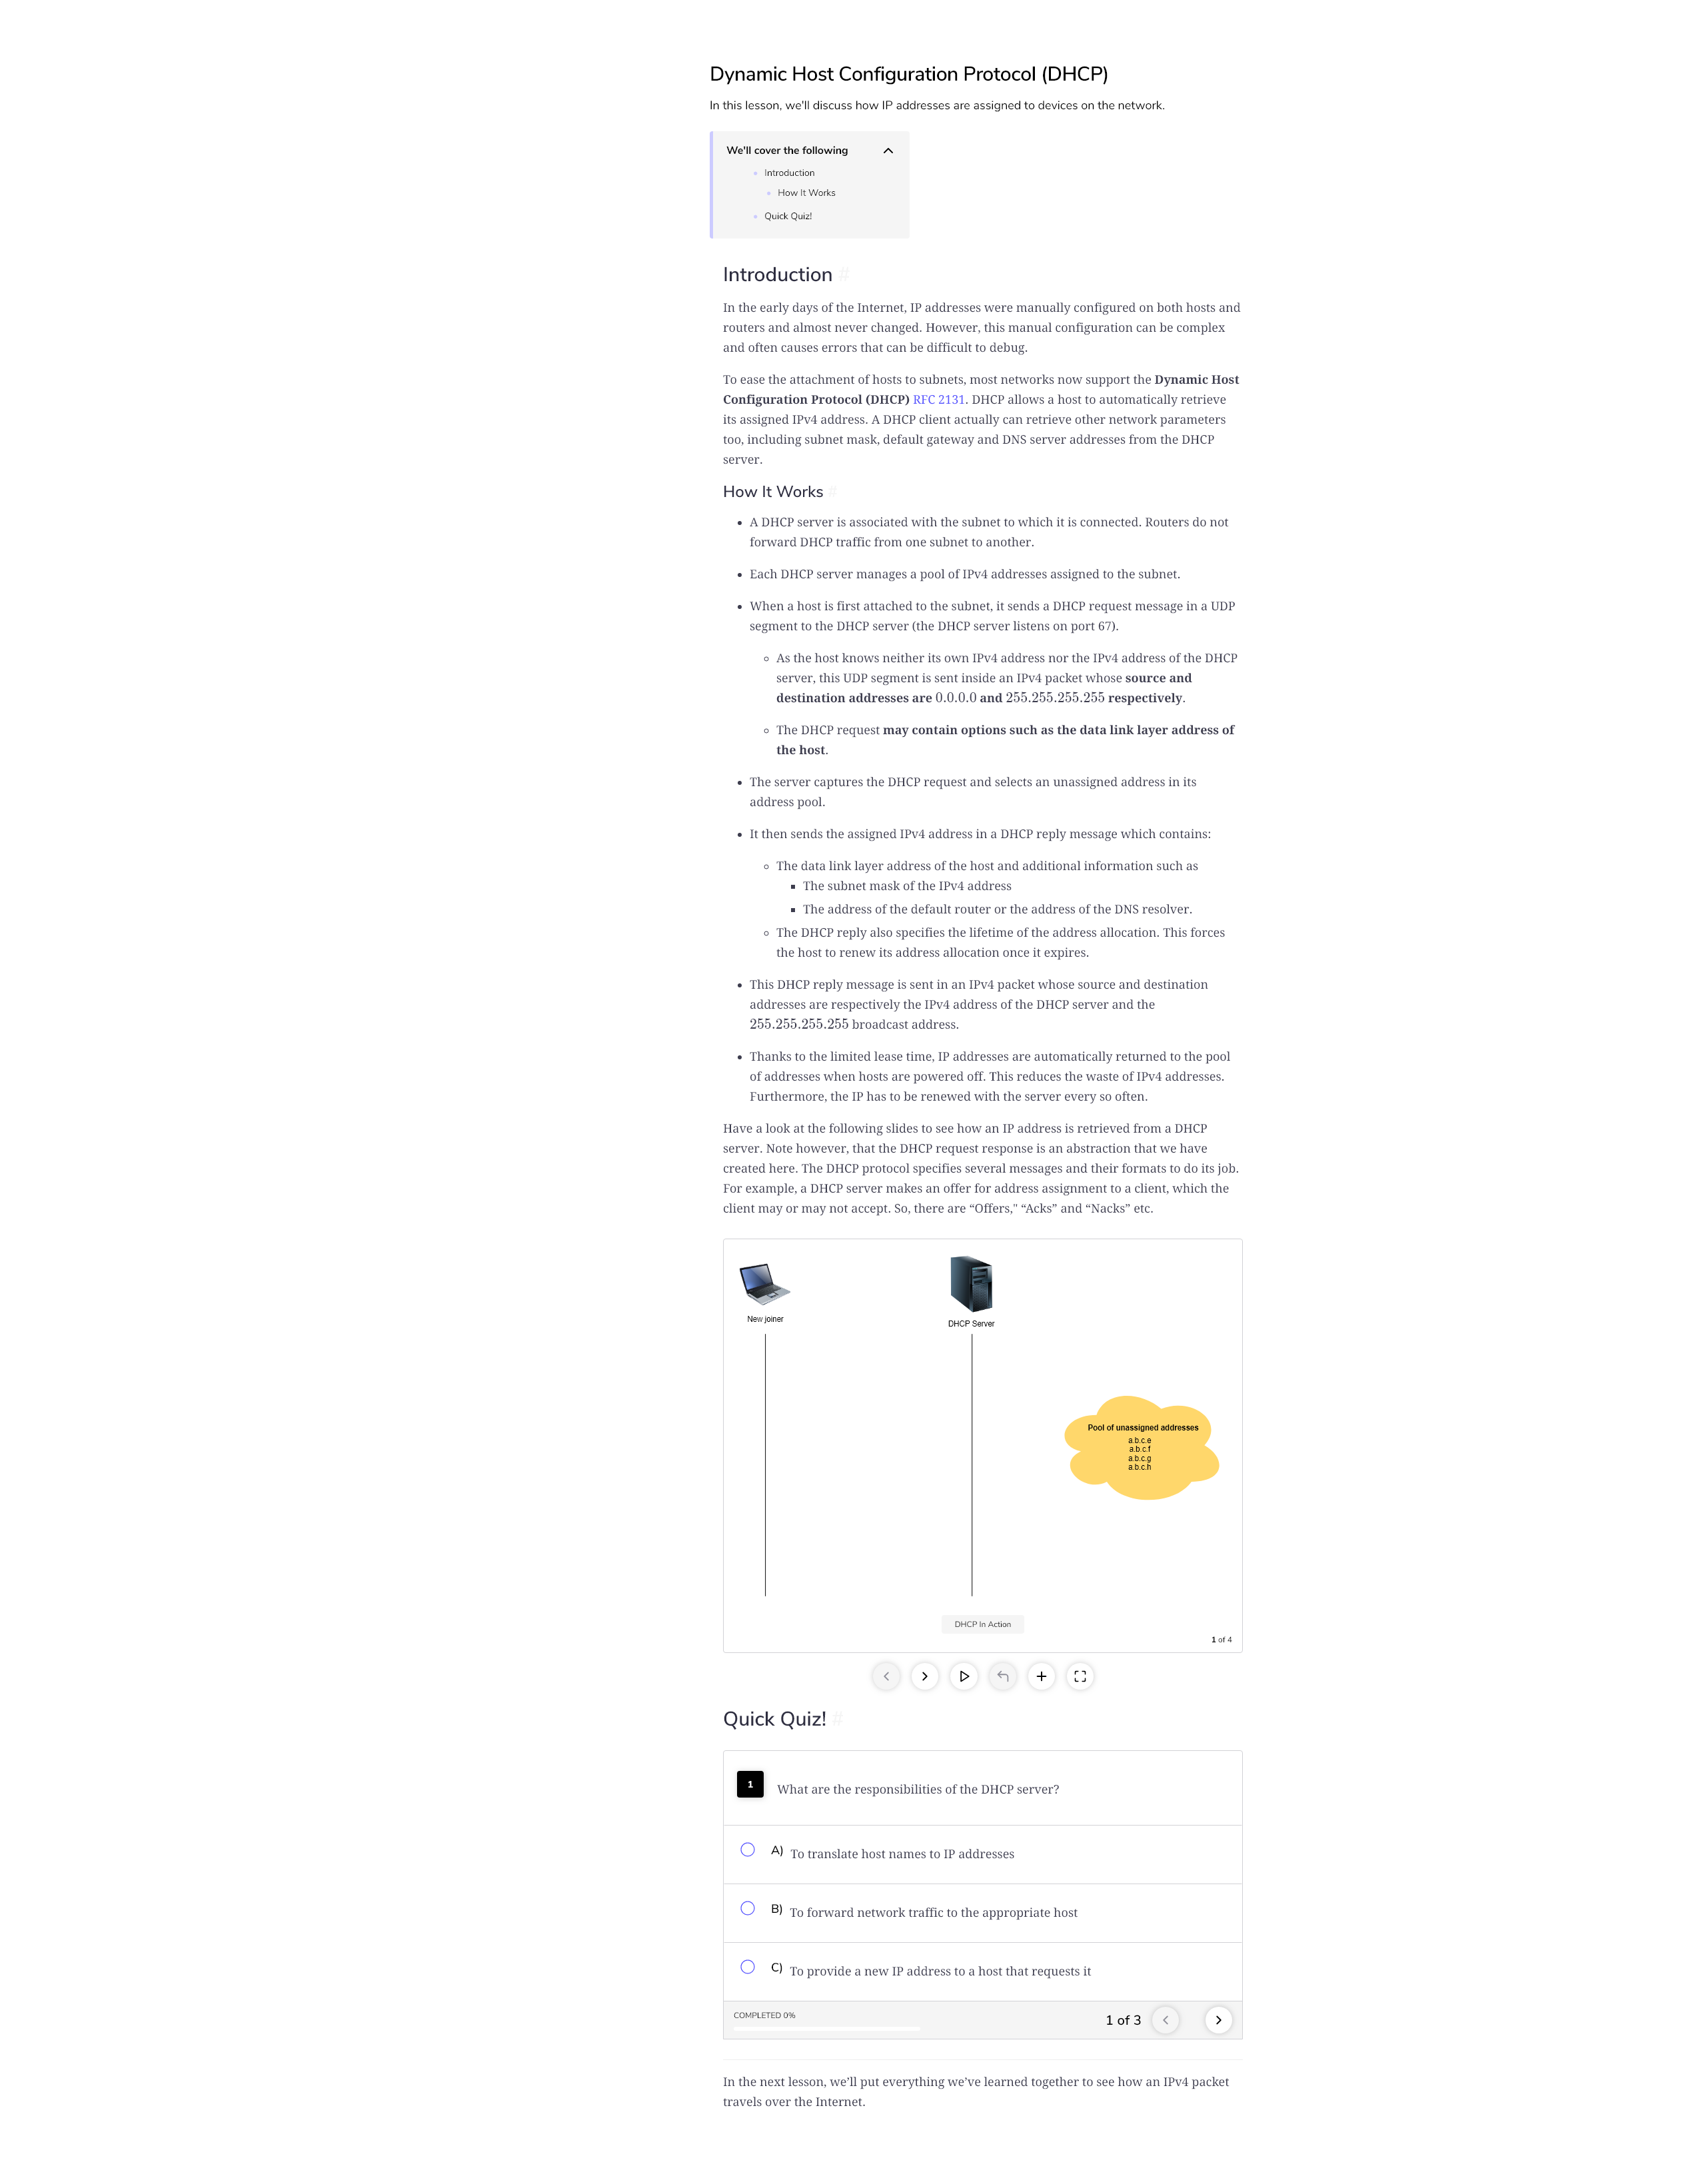 Dynamic Host Configuration Protocol (DHCP)
In this lesson, we'll discuss how IP addresses are assigned to devices on the network.
We'll cover the following
Introduction
How It Works
Quick Quiz!
Introduction #
In the early days of the Internet, IP addresses were manually configured on both hosts and
routers and almost never changed. However, this manual configuration can be complex
and often causes errors that can be difficult to debug.
To ease the attachment of hosts to subnets, most networks now support the Dynamic Host
Configuration Protocol (DHCP) RFC 2131. DHCP allows a host to automatically retrieve
its assigned IPv4 address. A DHCP client actually can retrieve other network parameters
too, including subnet mask, default gateway and DNS server addresses from the DHCP
server.
How It Works #
• A DHCP server is associated with the subnet to which it is connected. Routers do not
forward DHCP traffic from one subnet to another.
• Each DHCP server manages a pool of IPv4 addresses assigned to the subnet.
• When a host is first attached to the subnet, it sends a DHCP request message in a UDP
segment to the DHCP server (the DHCP server listens on port 67).
◦ As the host knows neither its own IPv4 address nor the IPv4 address of the DHCP
server, this UDP segment is sent inside an IPv4 packet whose source and
destination addresses are 0.0.0.0 and 255.255.255.255 respectively.
◦ The DHCP request may contain options such as the data link layer address of
the host.
• The server captures the DHCP request and selects an unassigned address in its
address pool.
• It then sends the assigned IPv4 address in a DHCP reply message which contains:
◦ The data link layer address of the host and additional information such as
▪ The subnet mask of the IPv4 address
▪ The address of the default router or the address of the DNS resolver.
◦ The DHCP reply also specifies the lifetime of the address allocation. This forces
the host to renew its address allocation once it expires.
• This DHCP reply message is sent in an IPv4 packet whose source and destination
addresses are respectively the IPv4 address of the DHCP server and the
255.255.255.255 broadcast address.
• Thanks to the limited lease time, IP addresses are automatically returned to the pool
of addresses when hosts are powered off. This reduces the waste of IPv4 addresses.
Furthermore, the IP has to be renewed with the server every so often.
Have a look at the following slides to see how an IP address is retrieved from a DHCP
server. Note however, that the DHCP request response is an abstraction that we have
created here. The DHCP protocol specifies several messages and their formats to do its job.
For example, a DHCP server makes an offer for address assignment to a client, which the
client may or may not accept. So, there are “Offers," “Acks” and “Nacks” etc.
New joiner
DHCP Server
Pool of unassigned addresses
a.b.c.e
a.b.c.f
a.b.c.g
a.b.c.h
DHCP In Action
1 of 4
Quick Quiz! #
1 What are the responsibilities of the DHCP server?
A) To translate host names to IP addresses
B) To forward network traffic to the appropriate host
C) To provide a new IP address to a host that requests it
COMPLETED 0%
1 of 3
In the next lesson, we’ll put everything we’ve learned together to see how an IPv4 packet
travels over the Internet.